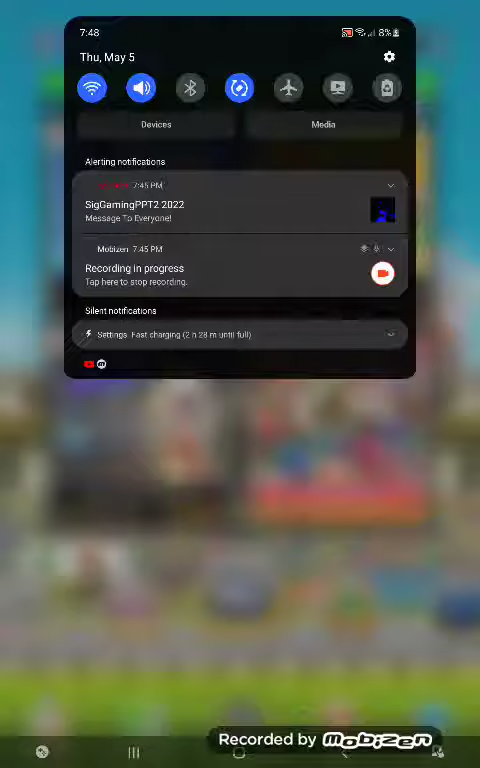 7:48
8%
Thu, May 5
Devices
Media
Alerting notifications
7:45 PM
SigGamingPPT2 2022
Message To Everyone!
Mobizen 7:45 PM
Recording in progress
Tap here to stop recording.
Silent notifications
Settings Fast charging (2 h 28 m until full)
Recorded by Mobizen